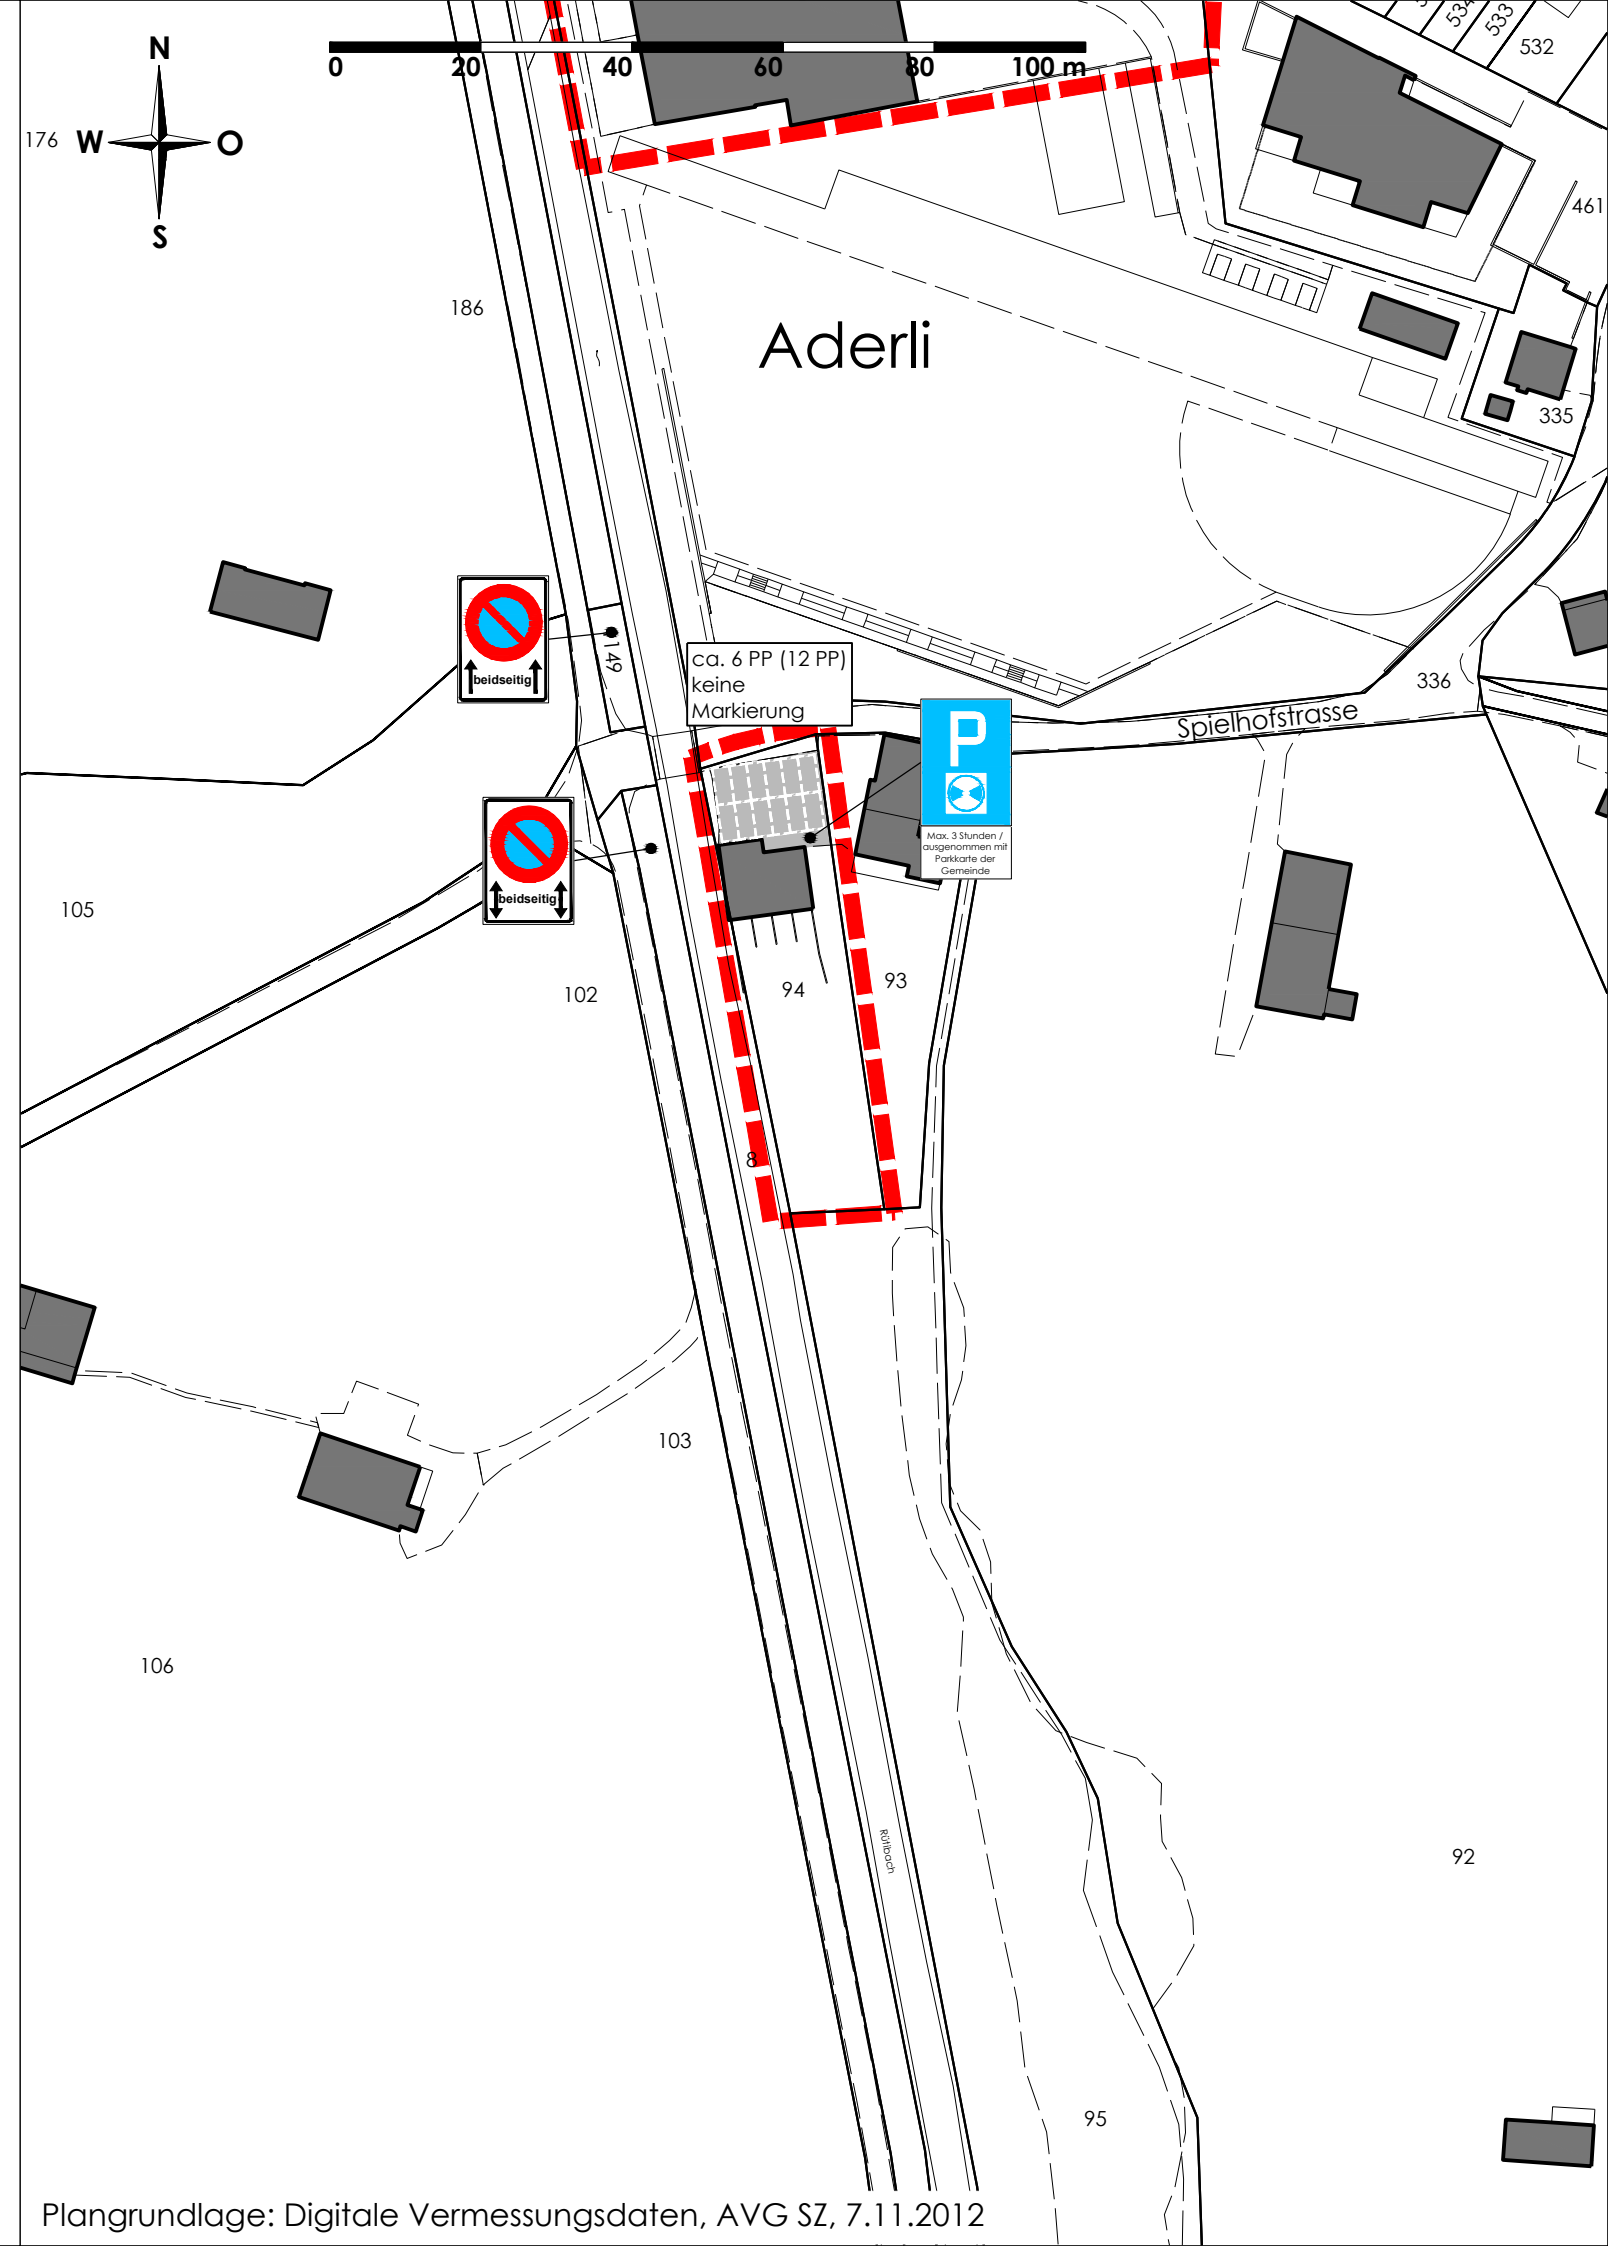 534
533
532
N
0 20 40 60 80 100 m
176
W
O
S
461
186
Aderli
335
beidseitig
149
ca. 6 PP (12 PP)
keine
Markierung
336
Spielhofstrasse
P
Max. 3 Stunden /
ausgenommen mit
Parkkarte der
Gemeinde
beidseitig
105
102
94
93
8
103
106
Rütibach
92
95
Plangrundlage: Digitale Vermessungsdaten, AVG SZ, 7.11.2012